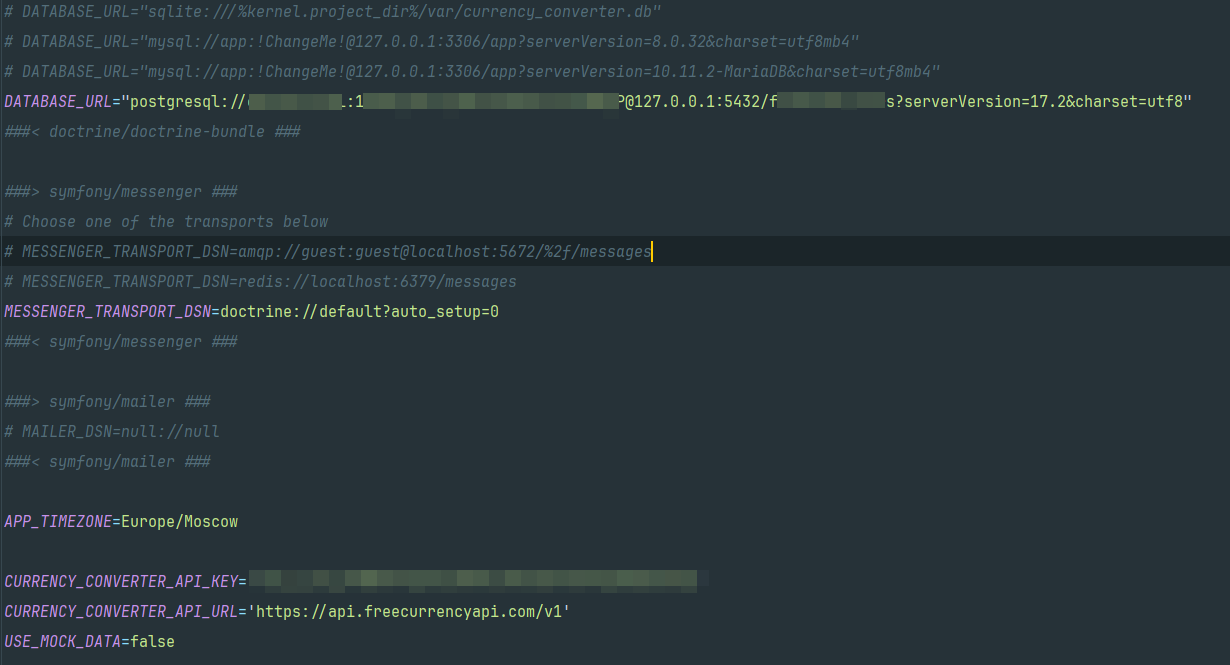 # DATABASE_URL="sqlite:///%kernel.project_dir%/var/currency_converter.db"
# DATABASE_URL="mysql://app:!ChangeMe!@127.0.0.1:3306/app?serverVersion=8.0.32&charset=utf8mb4"
# DATABASE_URL="mysql://app:!ChangeMe!@127.0.0.1:3306/app?serverVersion=10.11.2-MariaDB&charset=utf8mb4"
DATABASE_URL="postgresql:// :1 @127.0.0.1:5432/f s?serverVersion=17.2&charset=utf8"
###< doctrine/doctrine-bundle ###
###> symfony/messenger ###
# Choose one of the transports below
# MESSENGER_TRANSPORT_DSN=amqp://guest:guest@localhost:5672/%2f/messages
# MESSENGER_TRANSPORT_DSN=redis://localhost:6379/messages
MESSENGER_TRANSPORT_DSN=doctrine://default?auto_setup=0
###< symfony/messenger ###
###> symfony/mailer ###
# MAILER_DSN=null://null
###< symfony/mailer ###
APP_TIMEZONE=Europe/Moscow
CURRENCY_CONVERTER_API_KEY=
CURRENCY_CONVERTER_API_URL='https://api.freecurrencyapi.com/v1'
USE_MOCK_DATA=false